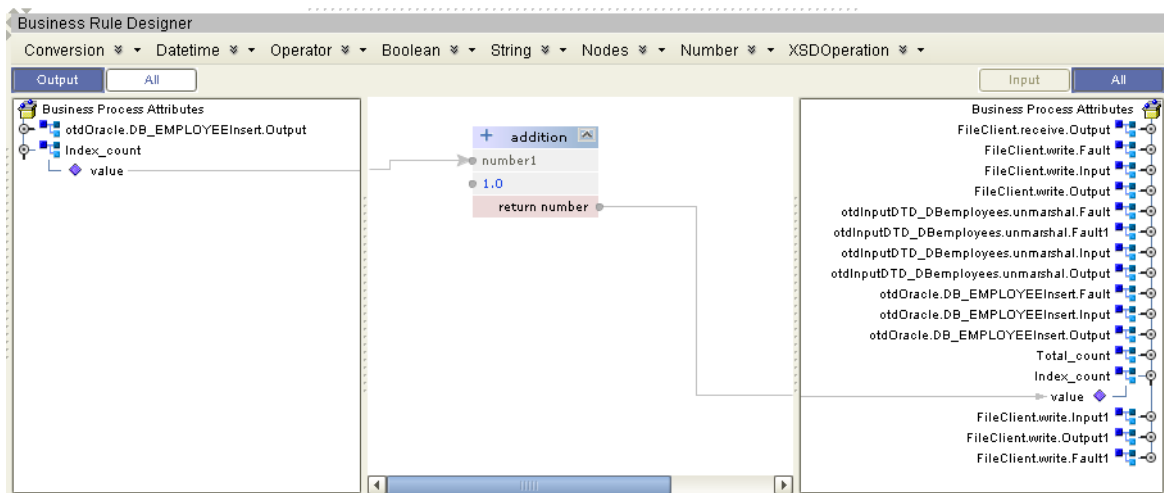 Business Rule Designer
Conversion Datetime Operator Boolean String Nodes Number XSDOperation
Output All Input All
Business Process Attributes
otdOracle.DB_EMPLOYEEInsert.Output
Index_count
value
addition
number1
1.0
return number
Business Process Attributes
FileClient.receive.Output
FileClient.write.Fault
FileClient.write.Input
FileClient.write.Output
otdInputDTD_DBemployees.unmarshal.Fault
otdInputDTD_DBemployees.unmarshal.Fault1
otdInputDTD_DBemployees.unmarshal.Input
otdInputDTD_DBemployees.unmarshal.Output
otdOracle.DB_EMPLOYEEInsert.Fault
otdOracle.DB_EMPLOYEEInsert.Input
otdOracle.DB_EMPLOYEEInsert.Output
Total_count
Index_count
value
FileClient.write.Input1
FileClient.write.Output1
FileClient.write.Fault1